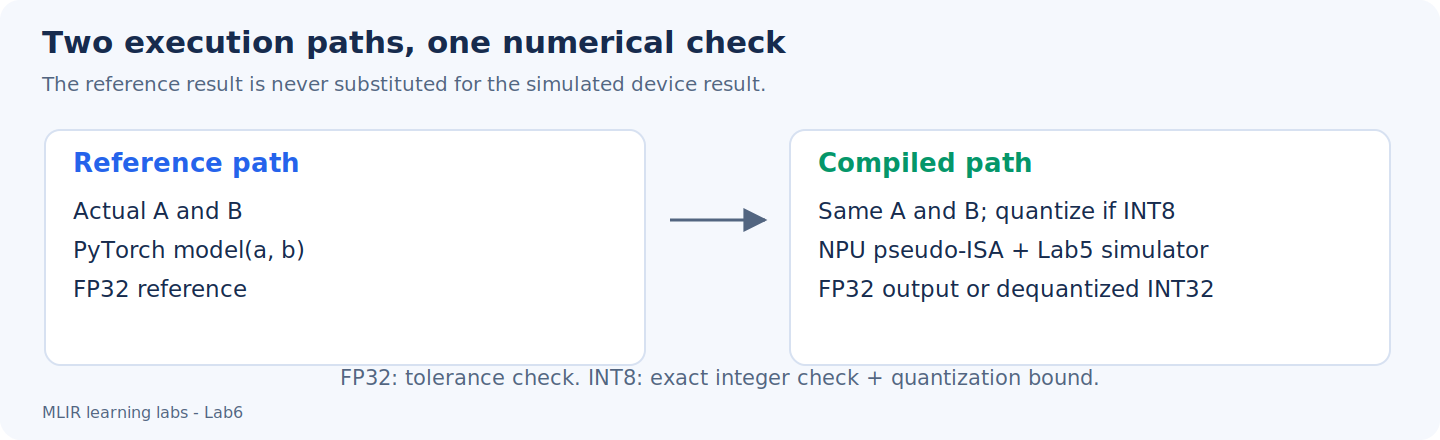 Two execution paths, one numerical check
The reference result is never substituted for the simulated device result.
Reference path
Actual A and B
PyTorch model(a, b)
FP32 reference
Compiled path
Same A and B; quantize if INT8
NPU pseudo-ISA + Lab5 simulator
FP32 output or dequantized INT32
FP32: tolerance check. INT8: exact integer check + quantization bound.
MLIR learning labs - Lab6